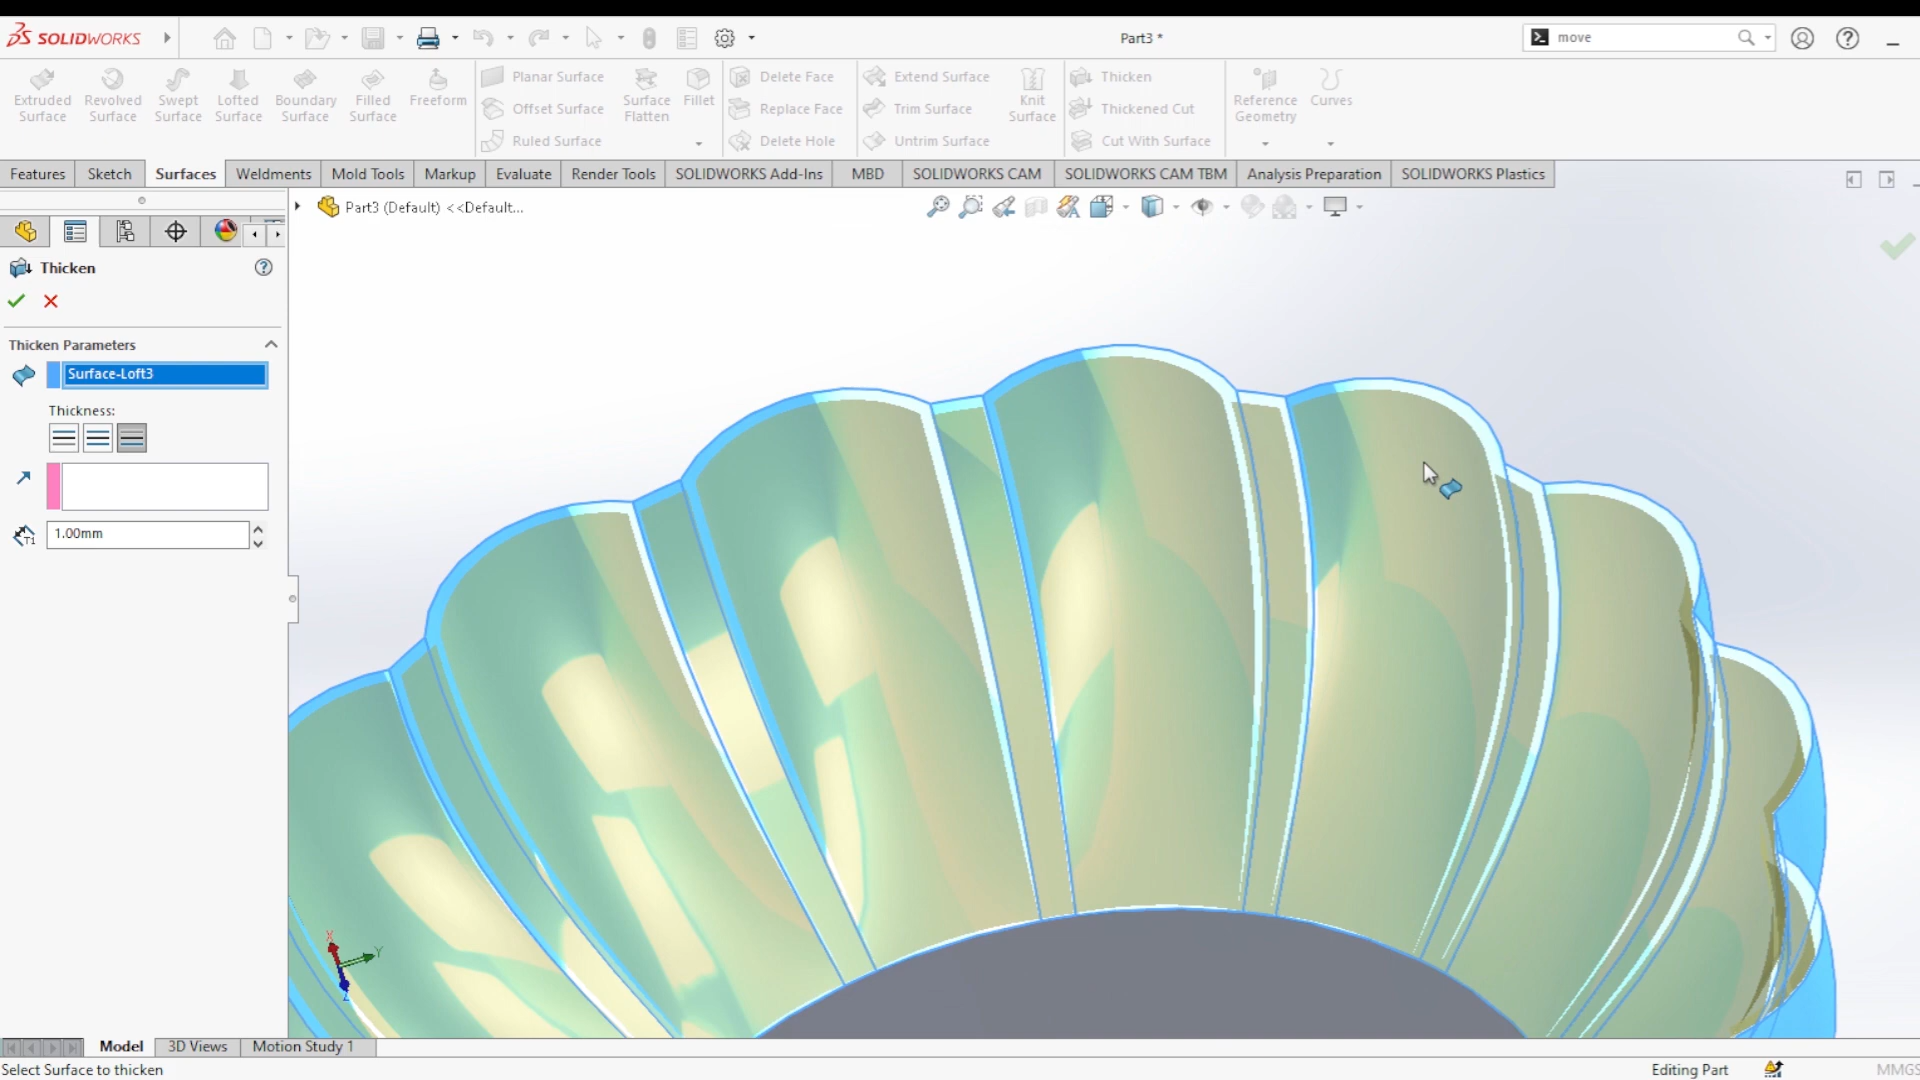 SOLIDWORKS
Part3 *
move
Extruded Surface
Revolved Surface
Swept Surface
Lofted Surface
Boundary Surface
Filled Surface
Freeform
Planar Surface
Offset Surface
Ruled Surface
Surface Flatten
Fillet
Delete Face
Replace Face
Delete Hole
Extend Surface
Trim Surface
Untrim Surface
Knit Surface
Thicken
Thickened Cut
Cut With Surface
Reference Geometry
Curves
Features
Sketch
Surfaces
Weldments
Mold Tools
Markup
Evaluate
Render Tools
SOLIDWORKS Add-Ins
MBD
SOLIDWORKS CAM
SOLIDWORKS CAM TBM
Analysis Preparation
SOLIDWORKS Plastics
Part3 (Default) <<Default...
Thicken
Thicken Parameters
Surface-Loft3
Thickness:
T1
1.00mm
X
Y
Z
Model
3D Views
Motion Study 1
Select Surface to thicken
Editing Part
MMGS